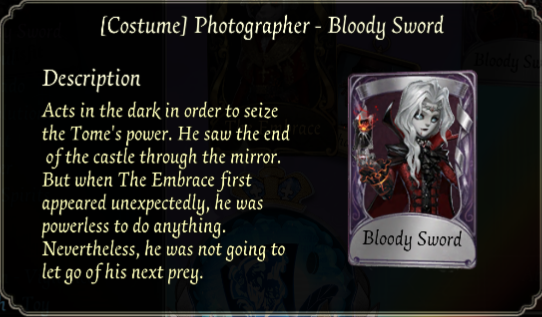 [Costume] Photographer - Bloody Sword
Description
Acts in the dark in order to seize
the Tome's power. He saw the end
of the castle through the mirror.
But when The Embrace first
appeared unexpectedly, he was
powerless to do anything.
Nevertheless, he was not going to
let go of his next prey.
Bloody Sword